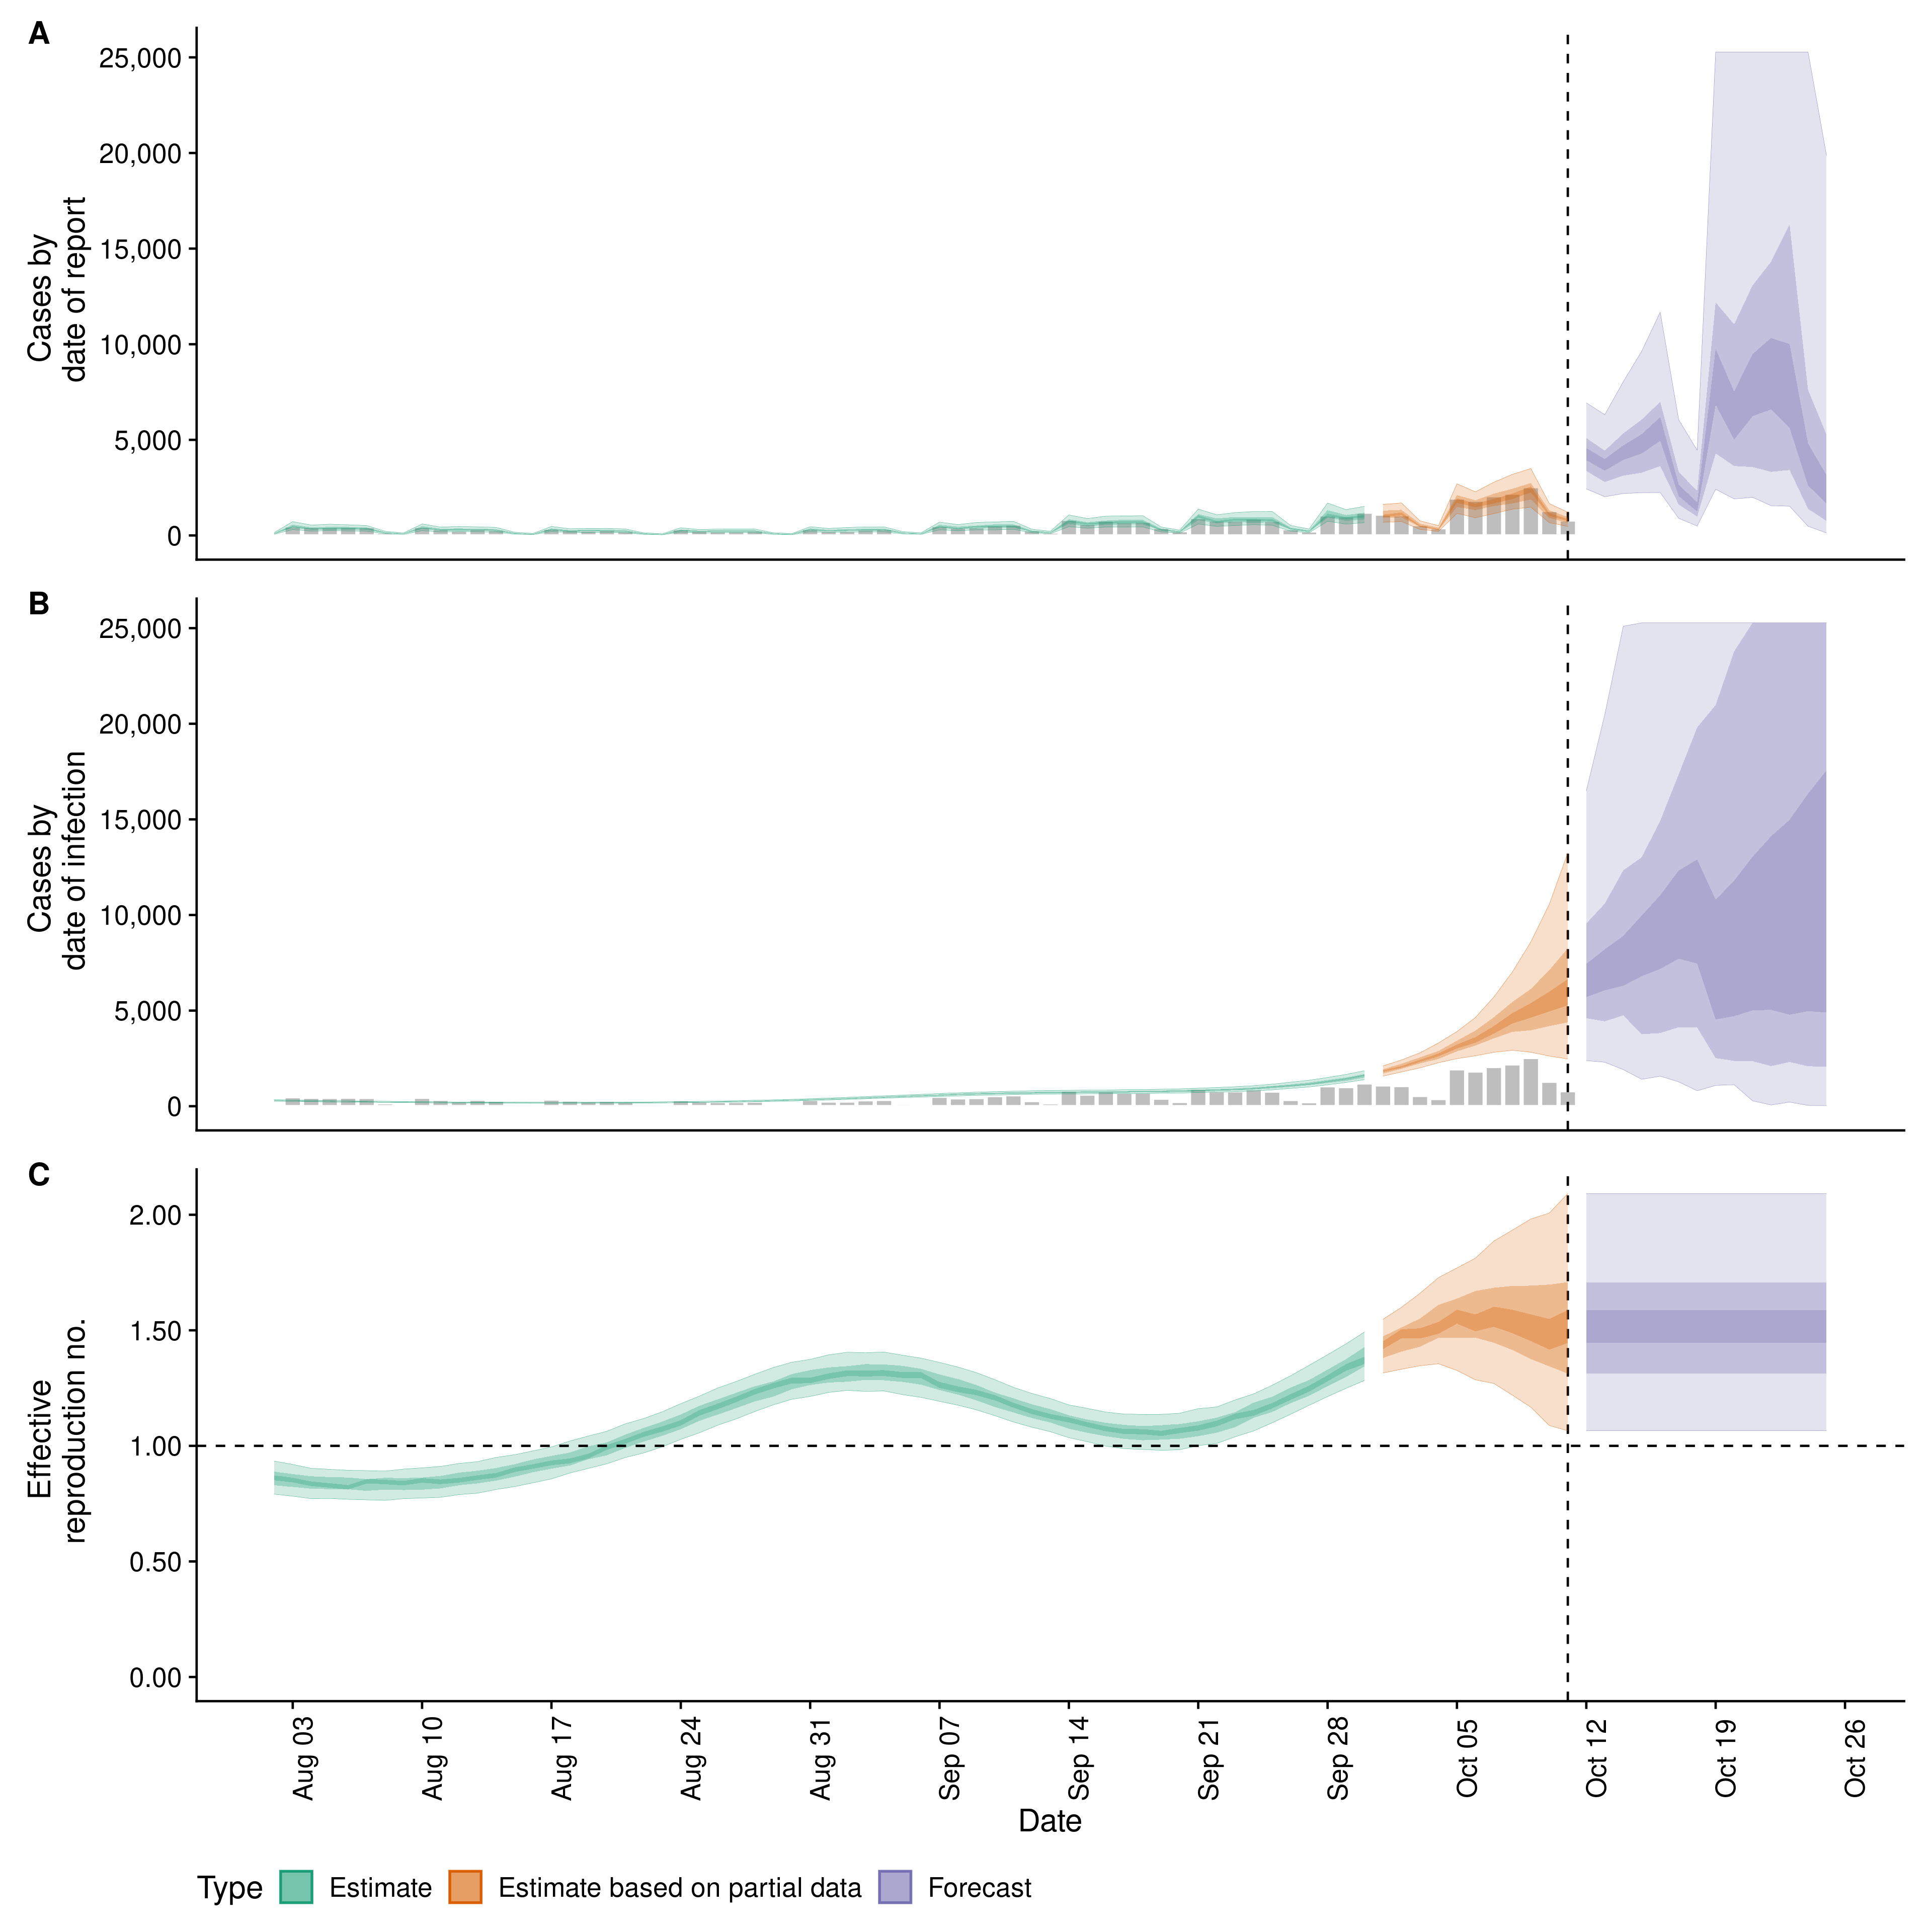 A
Cases by
date of report
25,000
20,000
15,000
10,000
5,000
0
B
Cases by
date of infection
25,000
20,000
15,000
10,000
5,000
0
C
Effective
reproduction no.
2.00
1.50
1.00
0.50
0.00
Aug 03
Aug 10
Aug 17
Aug 24
Aug 31
Sep 07
Sep 14
Sep 21
Sep 28
Oct 05
Oct 12
Oct 19
Oct 26
Date
Type Estimate Estimate based on partial data Forecast